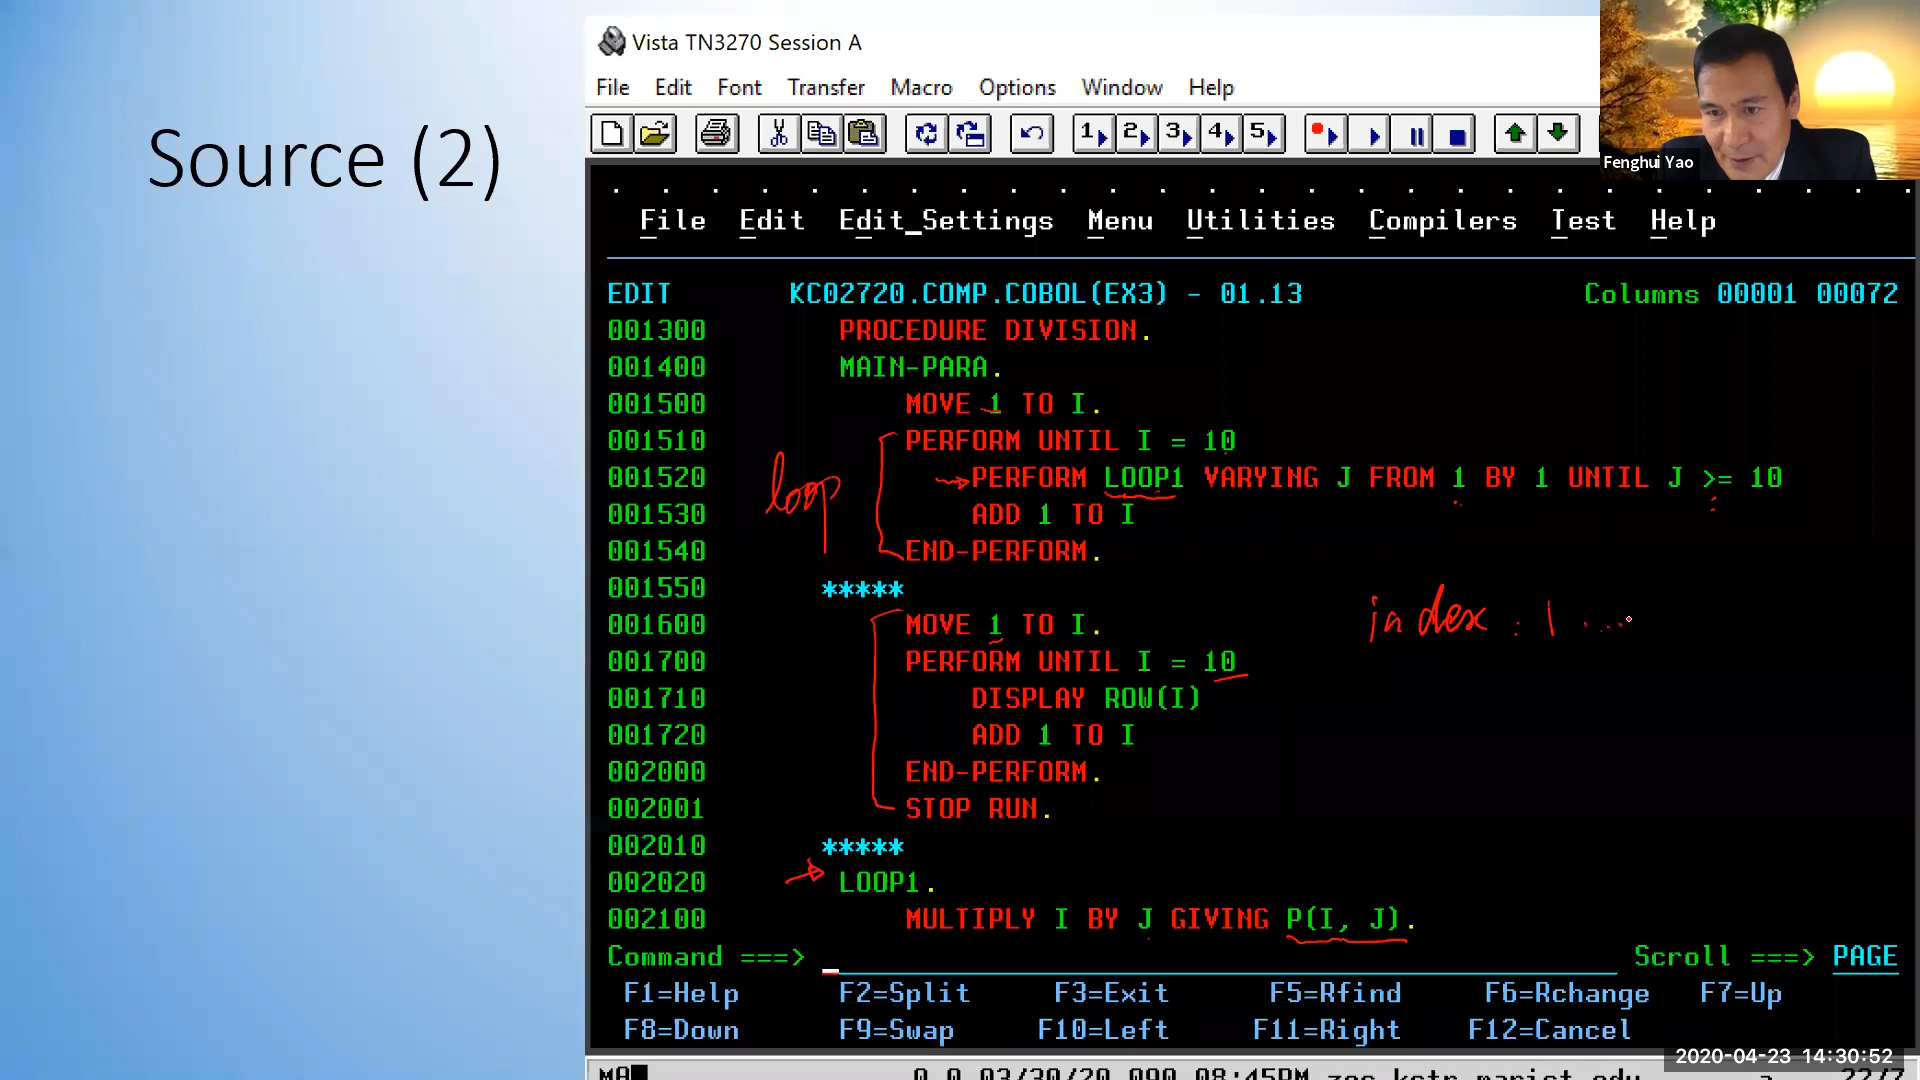 Source (2)
Vista TN3270 Session A
File Edit Font Transfer Macro Options Window Help
1 2 3 4 5
Fenghui Yao
File Edit Edit_Settings Menu Utilities Compilers Test Help
EDIT KC02720.COMP.COBOL(EX3) - 01.13 Columns 00001 00072
001300 PROCEDURE DIVISION.
001400 MAIN-PARA.
001500 MOVE 1 TO I.
001510 PERFORM UNTIL I = 10
001520 PERFORM LOOP1 VARYING J FROM 1 BY 1 UNTIL J >= 10
loop
001530 ADD 1 TO I
001540 END-PERFORM.
001550 *****
001600 MOVE 1 TO I.
index : 1 .....
001700 PERFORM UNTIL I = 10
001710 DISPLAY ROW(I)
001720 ADD 1 TO I
002000 END-PERFORM.
002001 STOP RUN.
002010 *****
002020 LOOP1.
002100 MULTIPLY I BY J GIVING P(I, J).
Command ===> Scroll ===> PAGE
F1=Help F2=Split F3=Exit F5=Rfind F6=Rchange F7=Up
F8=Down F9=Swap F10=Left F11=Right F12=Cancel
2020-04-23 14:30:52